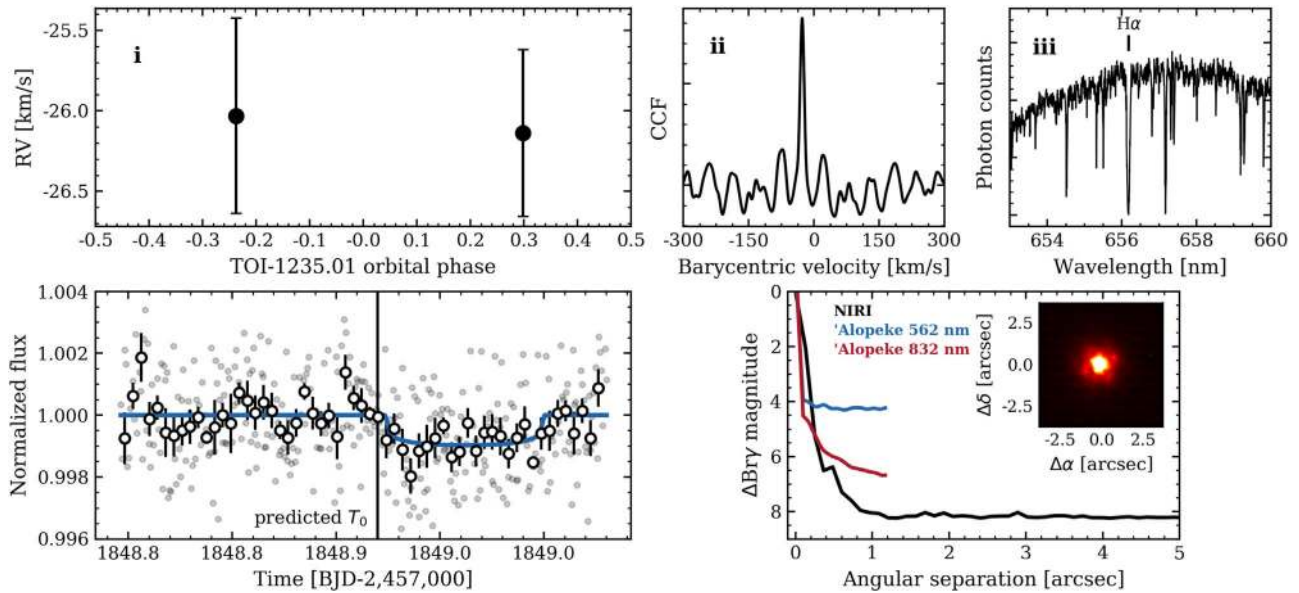 i
RV [km/s]
-25.5
-26.0
-26.5
-0.5 -0.4 -0.3 -0.2 -0.1 -0.0 0.1 0.2 0.3 0.4 0.5
TOI-1235.01 orbital phase
ii
CCF
-300 -150 0 150 300
Barycentric velocity [km/s]
iii
Hα
Photon counts
654 656 658 660
Wavelength [nm]
Normalized flux
1.004
1.002
1.000
0.998
0.996
predicted T₀
1848.8 1848.8 1848.9 1849.0 1849.0
Time [BJD-2,457,000]
ΔBrγ magnitude
0
2
4
6
8
NIRI
'Alopeke 562 nm
'Alopeke 832 nm
Δδ [arcsec]
2.5
0.0
-2.5
-2.5 0.0 2.5
Δα [arcsec]
0 1 2 3 4 5
Angular separation [arcsec]